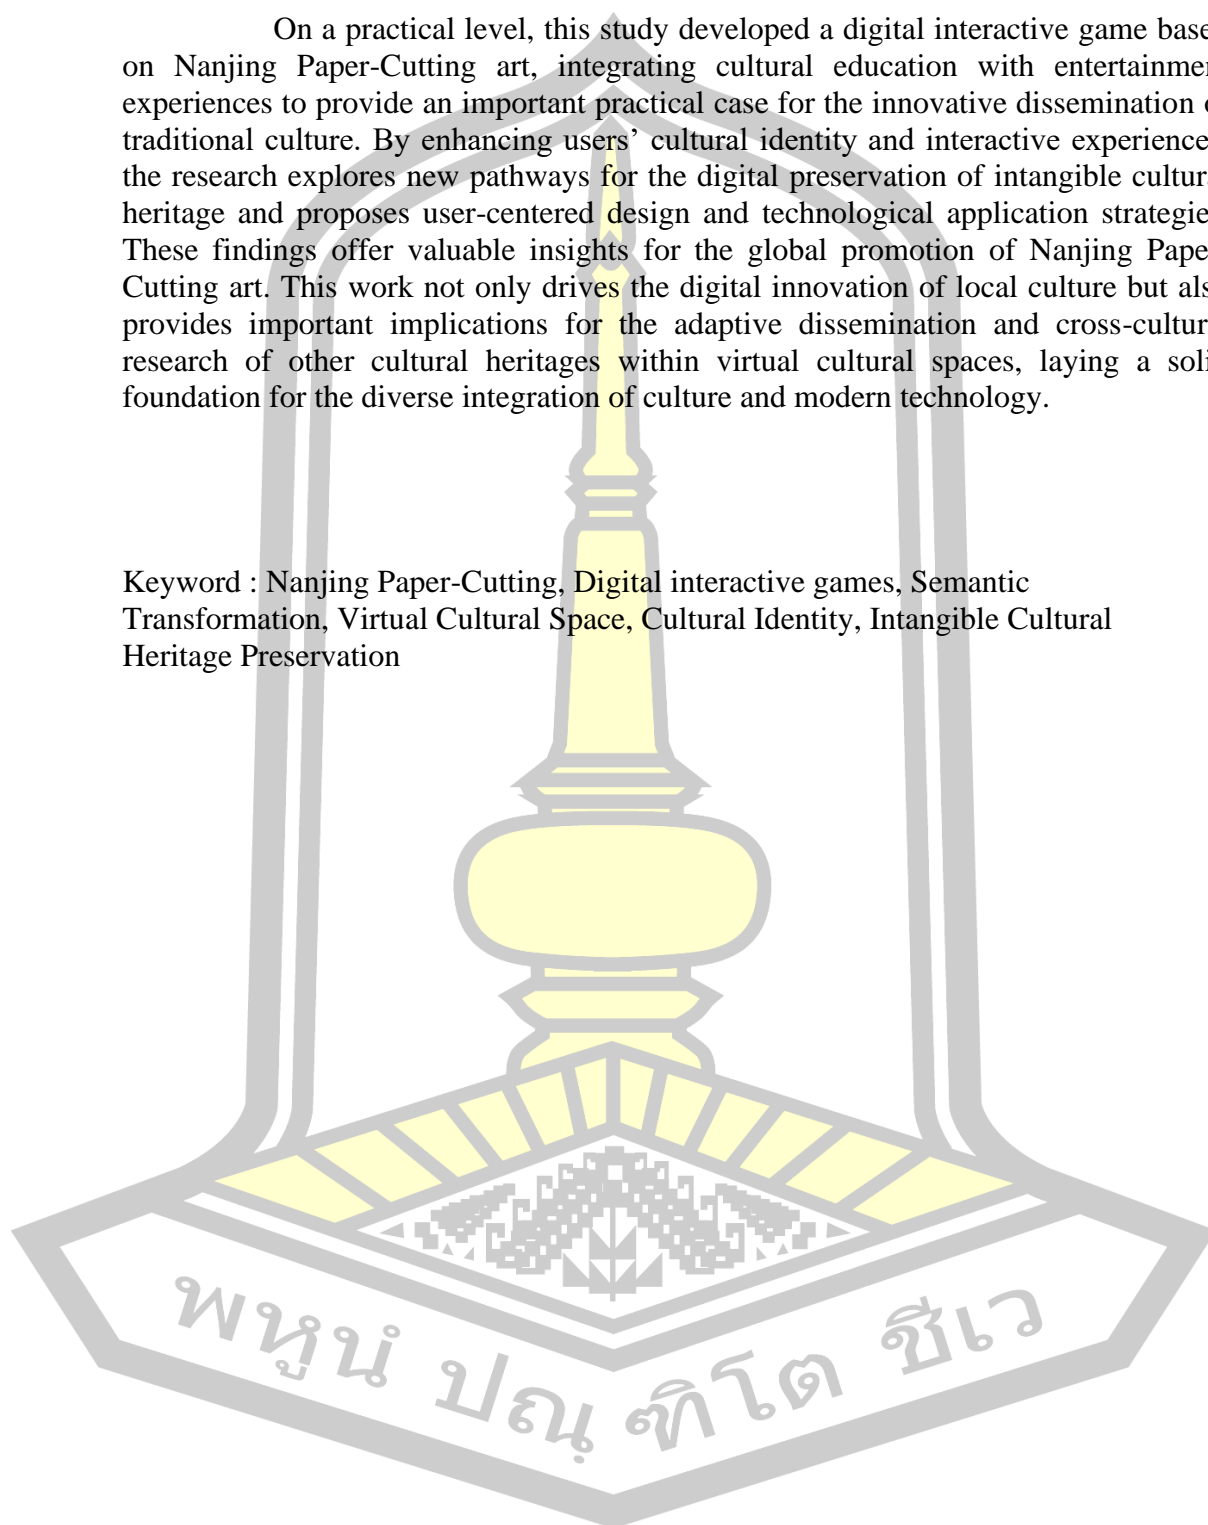 On a practical level, this study developed a digital interactive game base
on Nanjing Paper-Cutting art, integrating cultural education with entertainmen
experiences to provide an important practical case for the innovative dissemination o
traditional culture. By enhancing users' cultural identity and interactive experience
the research explores new pathways for the digital preservation of intangible cultura
heritage and proposes user-centered design and technological application strategie
These findings offer valuable insights for the global promotion of Nanjing Pape
Cutting art. This work not only drives the digital innovation of local culture but als
provides important implications for the adaptive dissemination and cross-cultur
research of other cultural heritages within virtual cultural spaces, laying a soli
foundation for the diverse integration of culture and modern technology.
Keyword : Nanjing Paper-Cutting, Digital interactive games, Semantic
Transformation, Virtual Cultural Space, Cultural Identity, Intangible Cultural
Heritage Preservation
พหูนํ ปณฺ ฑิโต ชีเว